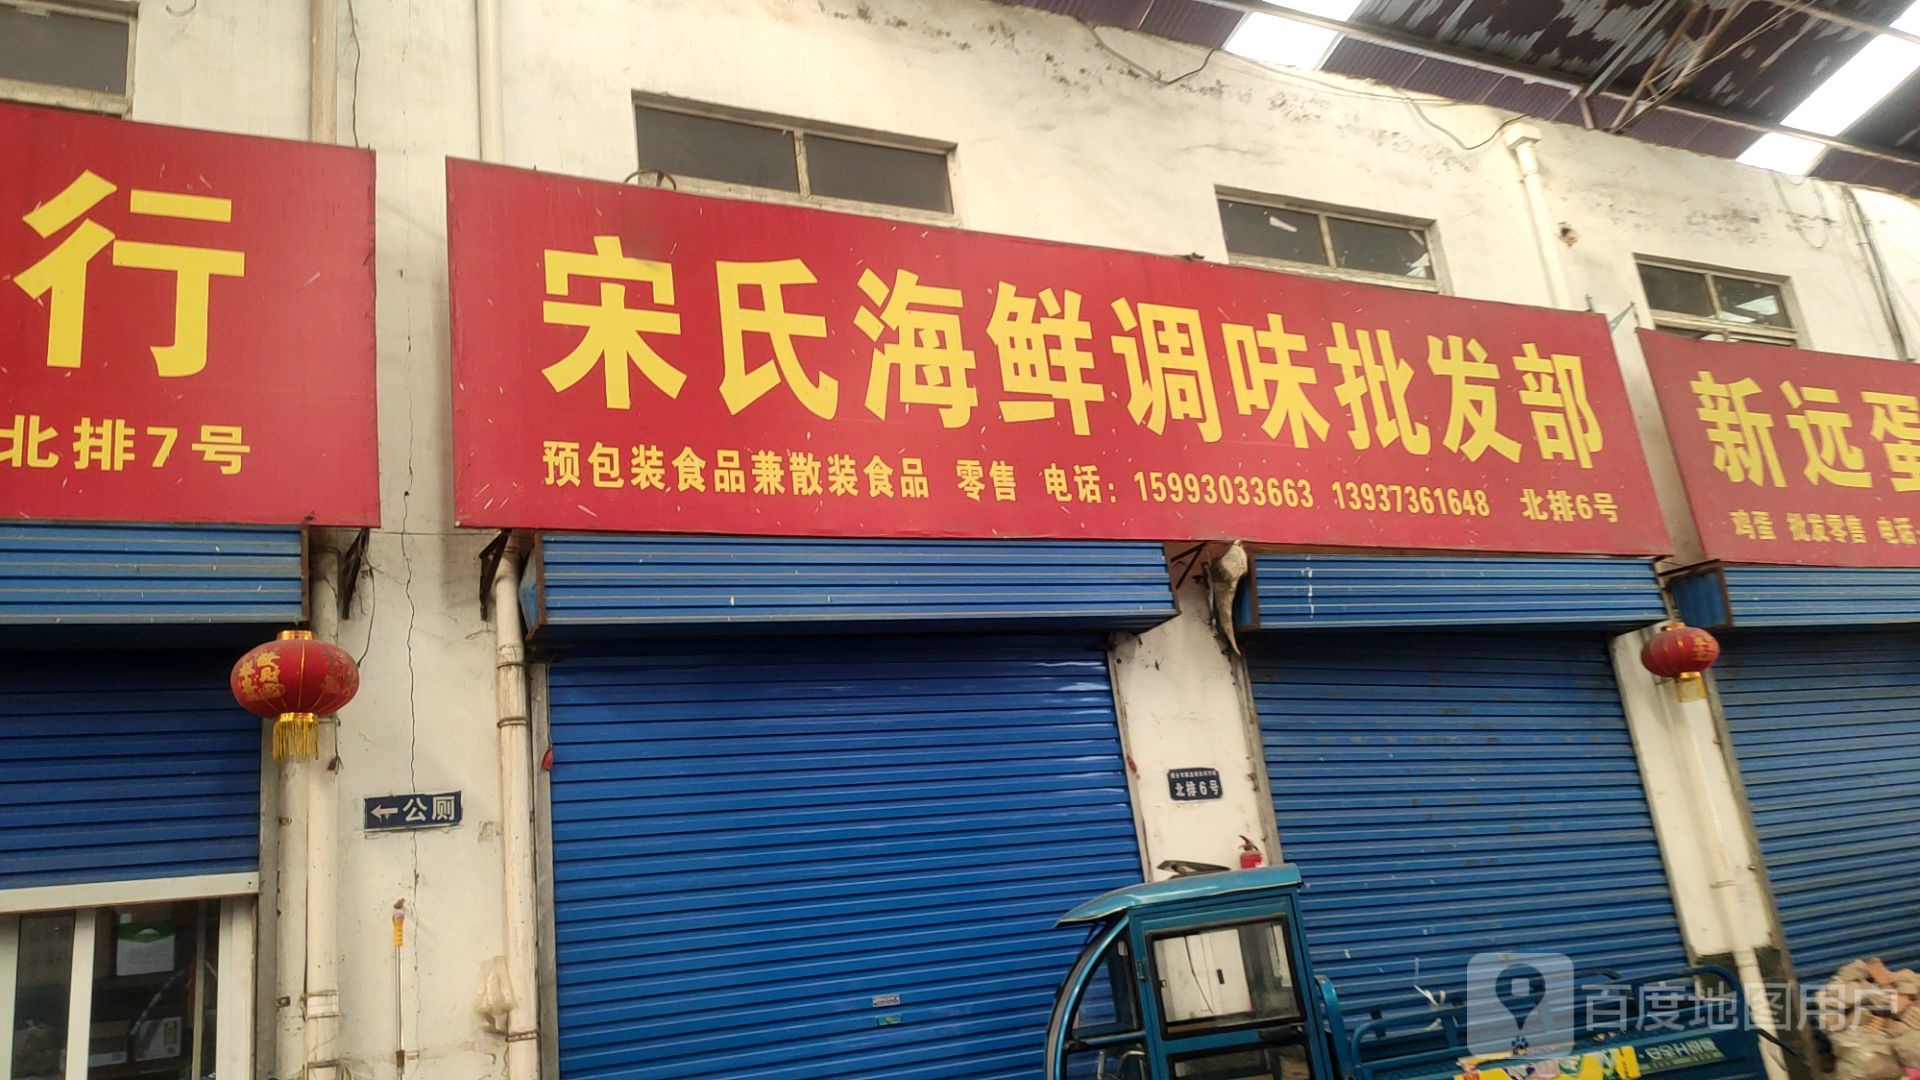 行
北排7号
宋氏海鲜调味批发部
预包装食品兼散装食品 零售 电话：15993033663 13937361648 北排6号
新远蛋
鸡蛋 批发零售 电话
←公厕
北排6号
百度地图用户